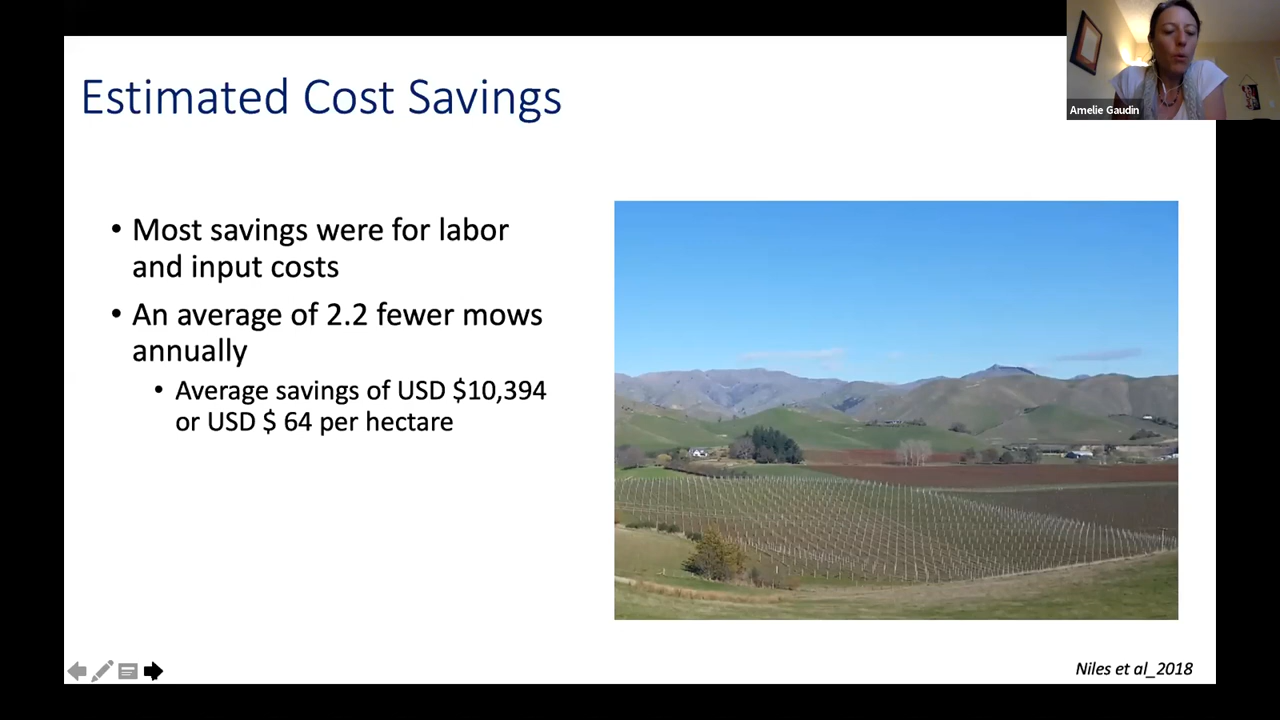 Estimated Cost Savings
Amelie Gaudin
• Most savings were for labor
and input costs
• An average of 2.2 fewer mows
annually
• Average savings of USD $10,394
or USD $ 64 per hectare
Niles et al_2018